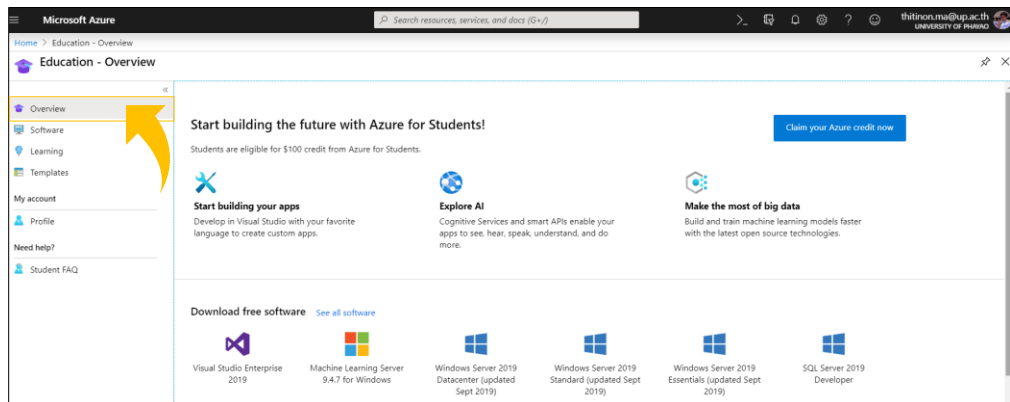 Microsoft Azure
Search resources, services, and docs (G+/)
thitinon.ma@up.ac.th
UNIVERSITY OF PHAYAO
Home > Education - Overview
Education - Overview
Overview
Software
Learning
Templates
My account
Profile
Need help?
Student FAQ
Start building the future with Azure for Students!
Claim your Azure credit now
Students are eligible for $100 credit from Azure for Students.
Start building your apps
Develop in Visual Studio with your favorite
language to create custom apps.
Explore AI
Cognitive Services and smart APIs enable your
apps to see, hear, speak, understand, and do
more.
Make the most of big data
Build and train machine learning models faster
with the latest open source technologies.
Download free software See all software
Visual Studio Enterprise
2019
Machine Learning Server
9.4.7 for Windows
Windows Server 2019
Datacenter (updated
Sept 2019)
Windows Server 2019
Standard (updated Sept
2019)
Windows Server 2019
Essentials (updated Sept
2019)
SQL Server 2019
Developer